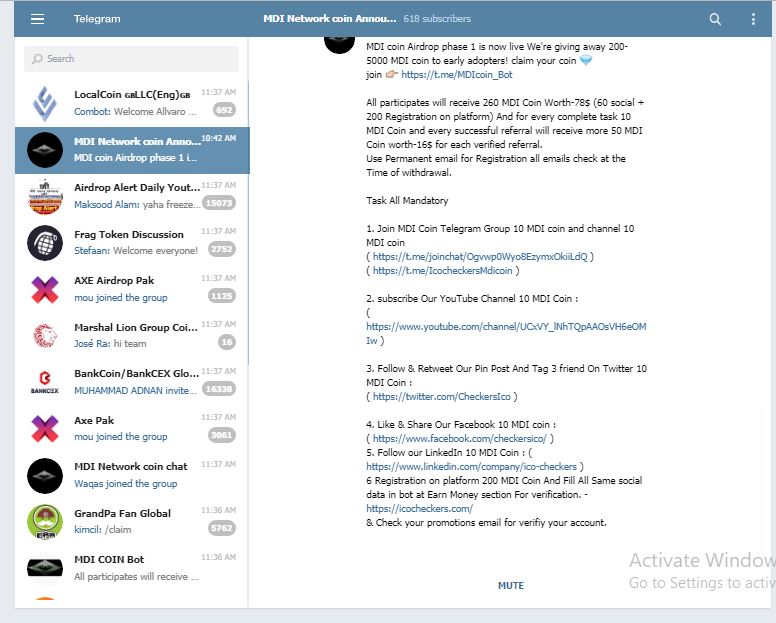 Telegram
MDI Network coin Annou... 618 subscribers
Search
LocalCoin 🇬🇧LLC(Eng)🇬🇧 11:37 AM
Combot: Welcome Allvaro ... 692
MDI Network coin Anno... 10:42 AM
MDI coin Airdrop phase 1 i...
Airdrop Alert Daily Yout... 11:37 AM
Maksood Alam: yaha freeze... 15073
Frag Token Discussion 11:37 AM
Stefaan: Welcome everyone! 2752
AXE Airdrop Pak 11:37 AM
mou joined the group 1125
Marshal Lion Group Coi... 11:37 AM
José Ra: hi team 16
BANKCEX
BankCoin/BankCEX Glo... 11:37 AM
MUHAMMAD ADNAN invite... 16338
Axe Pak 11:37 AM
mou joined the group 3061
MDI Network coin chat 11:37 AM
Waqas joined the group
GrandPa Fan Global 11:36 AM
kimcil: /claim 5762
MDI COIN Bot 11:36 AM
All participates will receive ...
MDI coin Airdrop phase 1 is now live We're giving away 200-
5000 MDI coin to early adopters! claim your coin 💎
join 👉🏼 https://t.me/MDIcoin_Bot
All participates will receive 260 MDI Coin Worth-78$ (60 social +
200 Registration on platform) And for every complete task 10
MDI Coin and every successful referral will receive more 50 MDI
Coin worth-16$ for each verified referral.
Use Permanent email for Registration all emails check at the
Time of withdrawal.
Task All Mandatory
1. Join MDI Coin Telegram Group 10 MDI coin and channel 10
MDI coin
( https://t.me/joinchat/Ogvwp0Wyo8EzymxOkiiLdQ )
( https://t.me/IcocheckersMdicoin )
2. subscribe Our YouTube Channel 10 MDI Coin :
(
https://www.youtube.com/channel/UCxVY_lNhTQpAAOsVH6eOM
Iw )
3. Follow & Retweet Our Pin Post And Tag 3 friend On Twitter 10
MDI Coin :
( https://twitter.com/CheckersIco )
4. Like & Share Our Facebook 10 MDI coin :
( https://www.facebook.com/checkersico/ )
5. Follow our LinkedIn 10 MDI Coin : (
https://www.linkedin.com/company/ico-checkers )
6 Registration on platform 200 MDI Coin And Fill All Same social
data in bot at Earn Money section For verification. -
https://icocheckers.com/
& Check your promotions email for verifiy your account.
MUTE
Activate Window
Go to Settings to activ